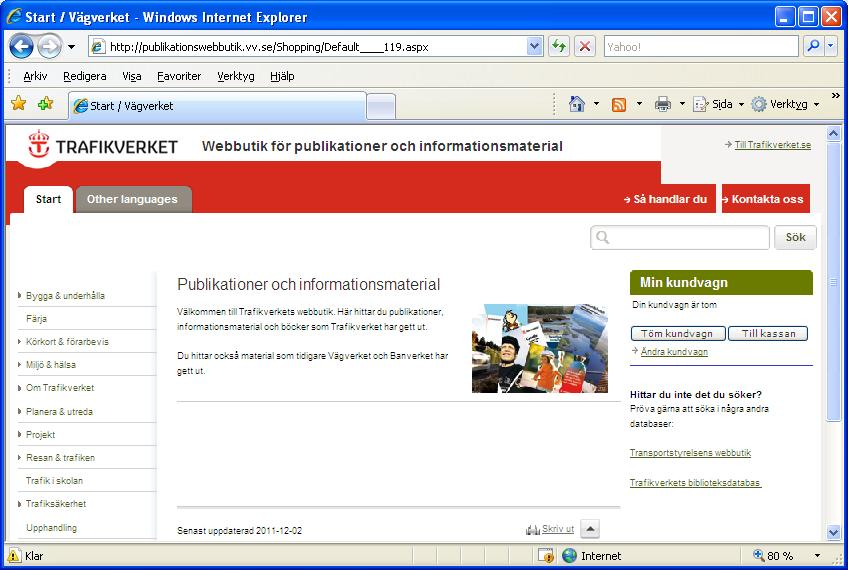 Start / Vägverket - Windows Internet Explorer
http://publikationswebbutik.vv.se/Shopping/Default____119.aspx
Yahoo!
Arkiv Redigera Visa Favoriter Verktyg Hjälp
Start / Vägverket
Sida Verktyg
TRAFIKVERKET
Webbutik för publikationer och informationsmaterial
Till Trafikverket.se
Start
Other languages
Så handlar du
Kontakta oss
Sök
Bygga & underhålla
Färja
Körkort & förarbevis
Miljö & hälsa
Om Trafikverket
Planera & utreda
Projekt
Resan & trafiken
Trafik i skolan
Trafiksäkerhet
Upphandling
Publikationer och informationsmaterial
Välkommen till Trafikverkets webbutik. Här hittar du publikationer,
informationsmaterial och böcker som Trafikverket har gett ut.
Du hittar också material som tidigare Vägverket och Banverket har
gett ut.
Senast uppdaterad 2011-12-02
Skriv ut
Min kundvagn
Din kundvagn är tom
Töm kundvagn
Till kassan
Ändra kundvagn
Hittar du inte det du söker?
Pröva gärna att söka i några andra
databaser:
Transportstyrelsens webbutik
Trafikverkets biblioteksdatabas
Klar
Internet
80 %